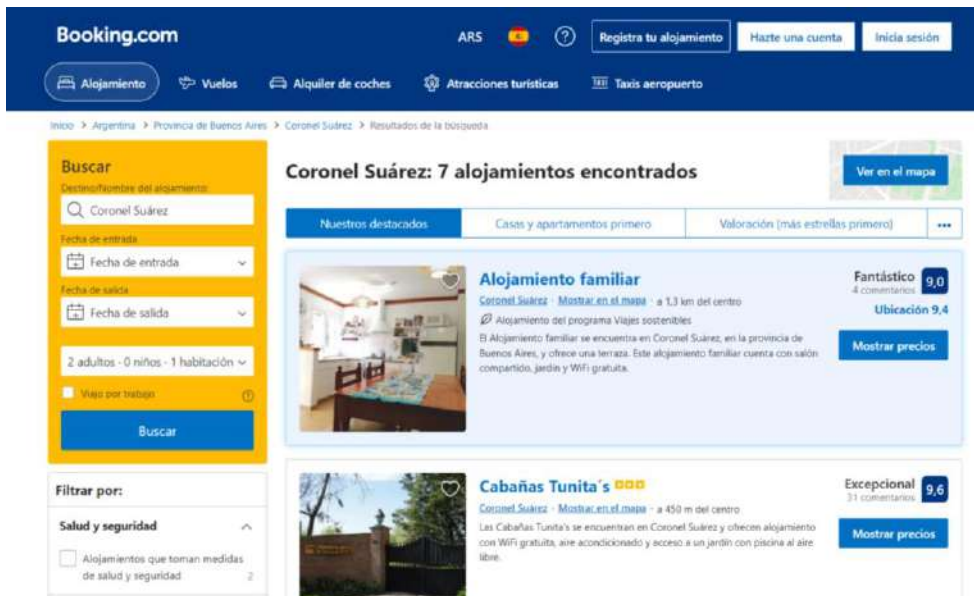 Booking.com
ARS
Registra tu alojamiento
Hazte una cuenta
Inicia sesión
Alojamiento
Vuelos
Alquiler de coches
Atracciones turísticas
Taxis aeropuerto
Inicio > Argentina > Provincia de Buenos Aires > Coronel Suárez > Resultados de la búsqueda
Buscar
Destino/Nombre del alojamiento:
Coronel Suárez
Fecha de entrada
Fecha de entrada
Fecha de salida
Fecha de salida
2 adultos · 0 niños · 1 habitación
Viajo por trabajo
Buscar
Filtrar por:
Salud y seguridad
Alojamientos que toman medidas
de salud y seguridad 2
Coronel Suárez: 7 alojamientos encontrados
Ver en el mapa
Nuestros destacados
Casas y apartamentos primero
Valoración (más estrellas primero)
Alojamiento familiar
Coronel Suárez · Mostrar en el mapa · a 1,3 km del centro
Alojamiento del programa Viajes sostenibles
El Alojamiento familiar se encuentra en Coronel Suárez, en la provincia de
Buenos Aires, y ofrece una terraza. Este alojamiento familiar cuenta con salón
compartido, jardín y WiFi gratuita.
Fantástico 9,0
4 comentarios
Ubicación 9,4
Mostrar precios
Cabañas Tunita´s
Coronel Suárez · Mostrar en el mapa · a 450 m del centro
Las Cabañas Tunita's se encuentran en Coronel Suárez y ofrecen alojamiento
con WiFi gratuita, aire acondicionado y acceso a un jardín con piscina al aire
libre.
Excepcional 9,6
31 comentarios
Mostrar precios